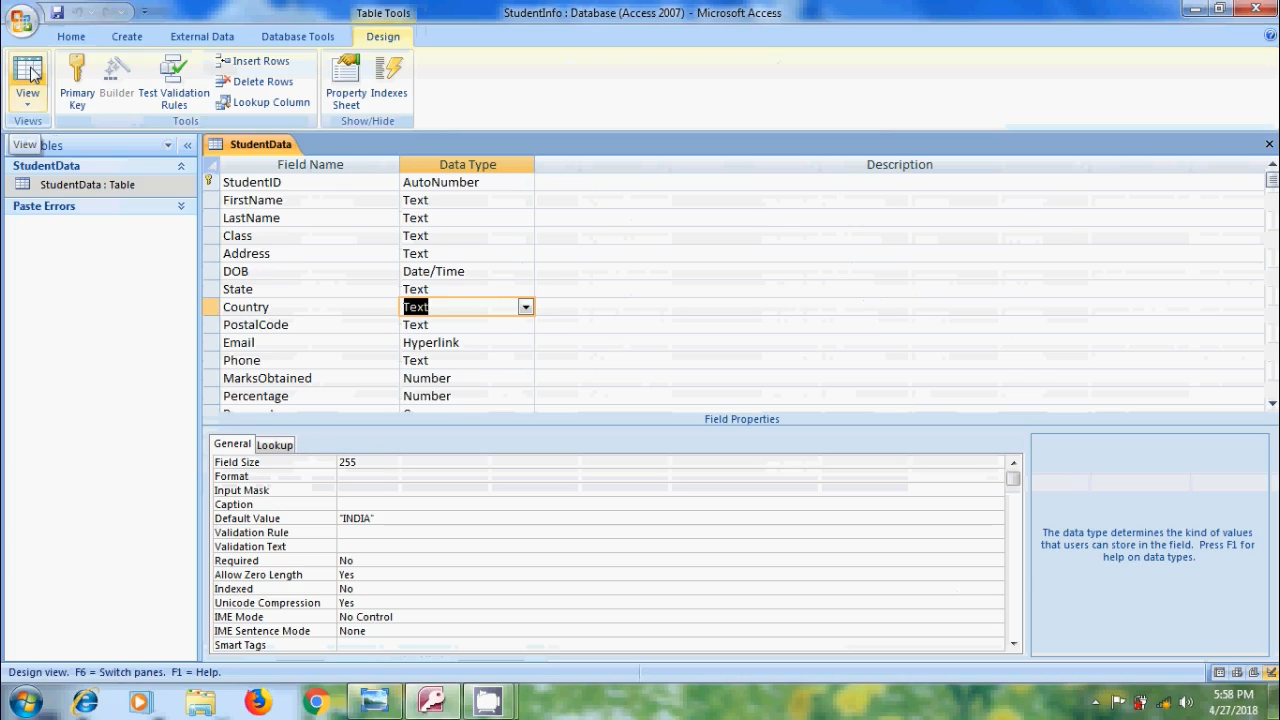 Table Tools
StudentInfo : Database (Access 2007) - Microsoft Access
Home
Create
External Data
Database Tools
Design
View
Primary Key
Builder
Test Validation Rules
Insert Rows
Delete Rows
Lookup Column
Property Sheet
Indexes
Views
Tools
Show/Hide
View
bles
StudentData
StudentData : Table
Paste Errors
StudentData
Field Name Data Type Description
StudentID AutoNumber
FirstName Text
LastName Text
Class Text
Address Text
DOB Date/Time
State Text
Country Text
PostalCode Text
Email Hyperlink
Phone Text
MarksObtained Number
Percentage Number
Field Properties
General Lookup
Field Size 255
Format
Input Mask
Caption
Default Value "INDIA"
Validation Rule
Validation Text
Required No
Allow Zero Length Yes
Indexed No
Unicode Compression Yes
IME Mode No Control
IME Sentence Mode None
Smart Tags
The data type determines the kind of values
that users can store in the field. Press F1 for
help on data types.
Design view. F6 = Switch panes. F1 = Help.
5:58 PM
4/27/2018